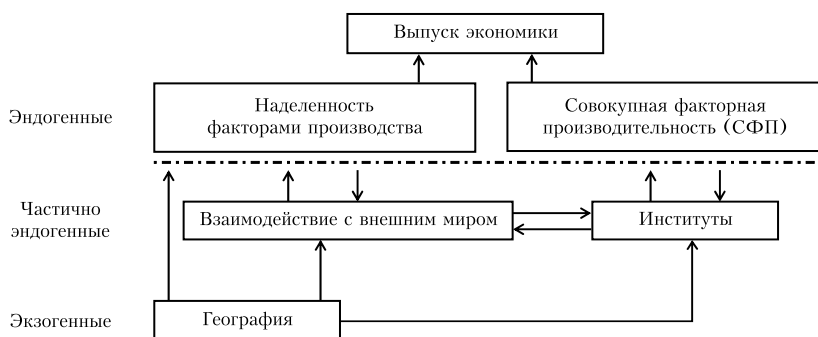 Выпуск экономики
Эндогенные
Наделенность
факторами производства
Совокупная факторная
производительность (СФП)
Частично
эндогенные
Взаимодействие с внешним миром
Институты
Экзогенные
География